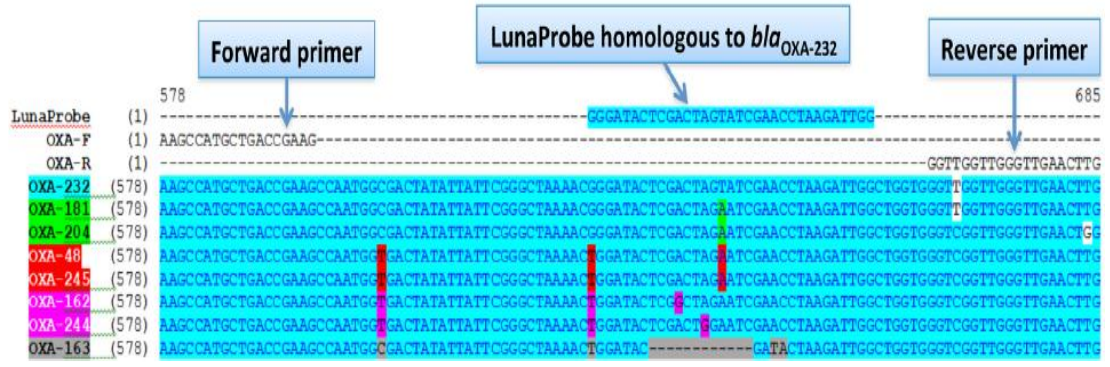 Forward primer
LunaProbe homologous to blaOXA-232
Reverse primer
578 685
LunaProbe (1) -------------------------------------------------GGGATACTCGACTAGTATCGAACCTAAGATTGG--------------------------
OXA-F (1) AAGCCATGCTGACCGAAG------------------------------------------------------------------------------------------
OXA-R (1) ----------------------------------------------------------------------------------------GGTTGGTTGGGTTGAACTTG
OXA-232 (578) AAGCCATGCTGACCGAAGCCAATGGCGACTATATTATTCGGGCTAAAACGGGATACTCGACTAGTATCGAACCTAAGATTGGCTGGTGGGTTGGTTGGGTTGAACTTG
OXA-181 (578) AAGCCATGCTGACCGAAGCCAATGGCGACTATATTATTCGGGCTAAAACGGGATACTCGACTAGAATCGAACCTAAGATTGGCTGGTGGGTTGGTTGGGTTGAACTTG
OXA-204 (578) AAGCCATGCTGACCGAAGCCAATGGCGACTATATTATTCGGGCTAAAACGGGATACTCGACTAGAATCGAACCTAAGATTGGCTGGTGGGTCGGTTGGGTTGAACTGG
OXA-48 (578) AAGCCATGCTGACCGAAGCCAATGGTGACTATATTATTCGGGCTAAAACTGGATACTCGACTAGAATCGAACCTAAGATTGGCTGGTGGGTCGGTTGGGTTGAACTTG
OXA-245 (578) AAGCCATGCTGACCGAAGCCAATGGTGACTATATTATTCGGGCTAAAACTGGATACTCGACTAGAATCGAACCTAAGATTGGCTGGTGGGTCGGTTGGGTTGAACTTG
OXA-162 (578) AAGCCATGCTGACCGAAGCCAATGGTGACTATATTATTCGGGCTAAAACTGGATACTCGGCTAGAATCGAACCTAAGATTGGCTGGTGGGTCGGTTGGGTTGAACTTG
OXA-244 (578) AAGCCATGCTGACCGAAGCCAATGGTGACTATATTATTCGGGCTAAAACTGGATACTCGACTGGAATCGAACCTAAGATTGGCTGGTGGGTCGGTTGGGTTGAACTTG
OXA-163 (578) AAGCCATGCTGACCGAAGCCAATGGCGACTATATTATTCGGGCTAAAACTGGATAC------------GATACTAAGATTGGCTGGTGGGTCGGTTGGGTTGAACTTG